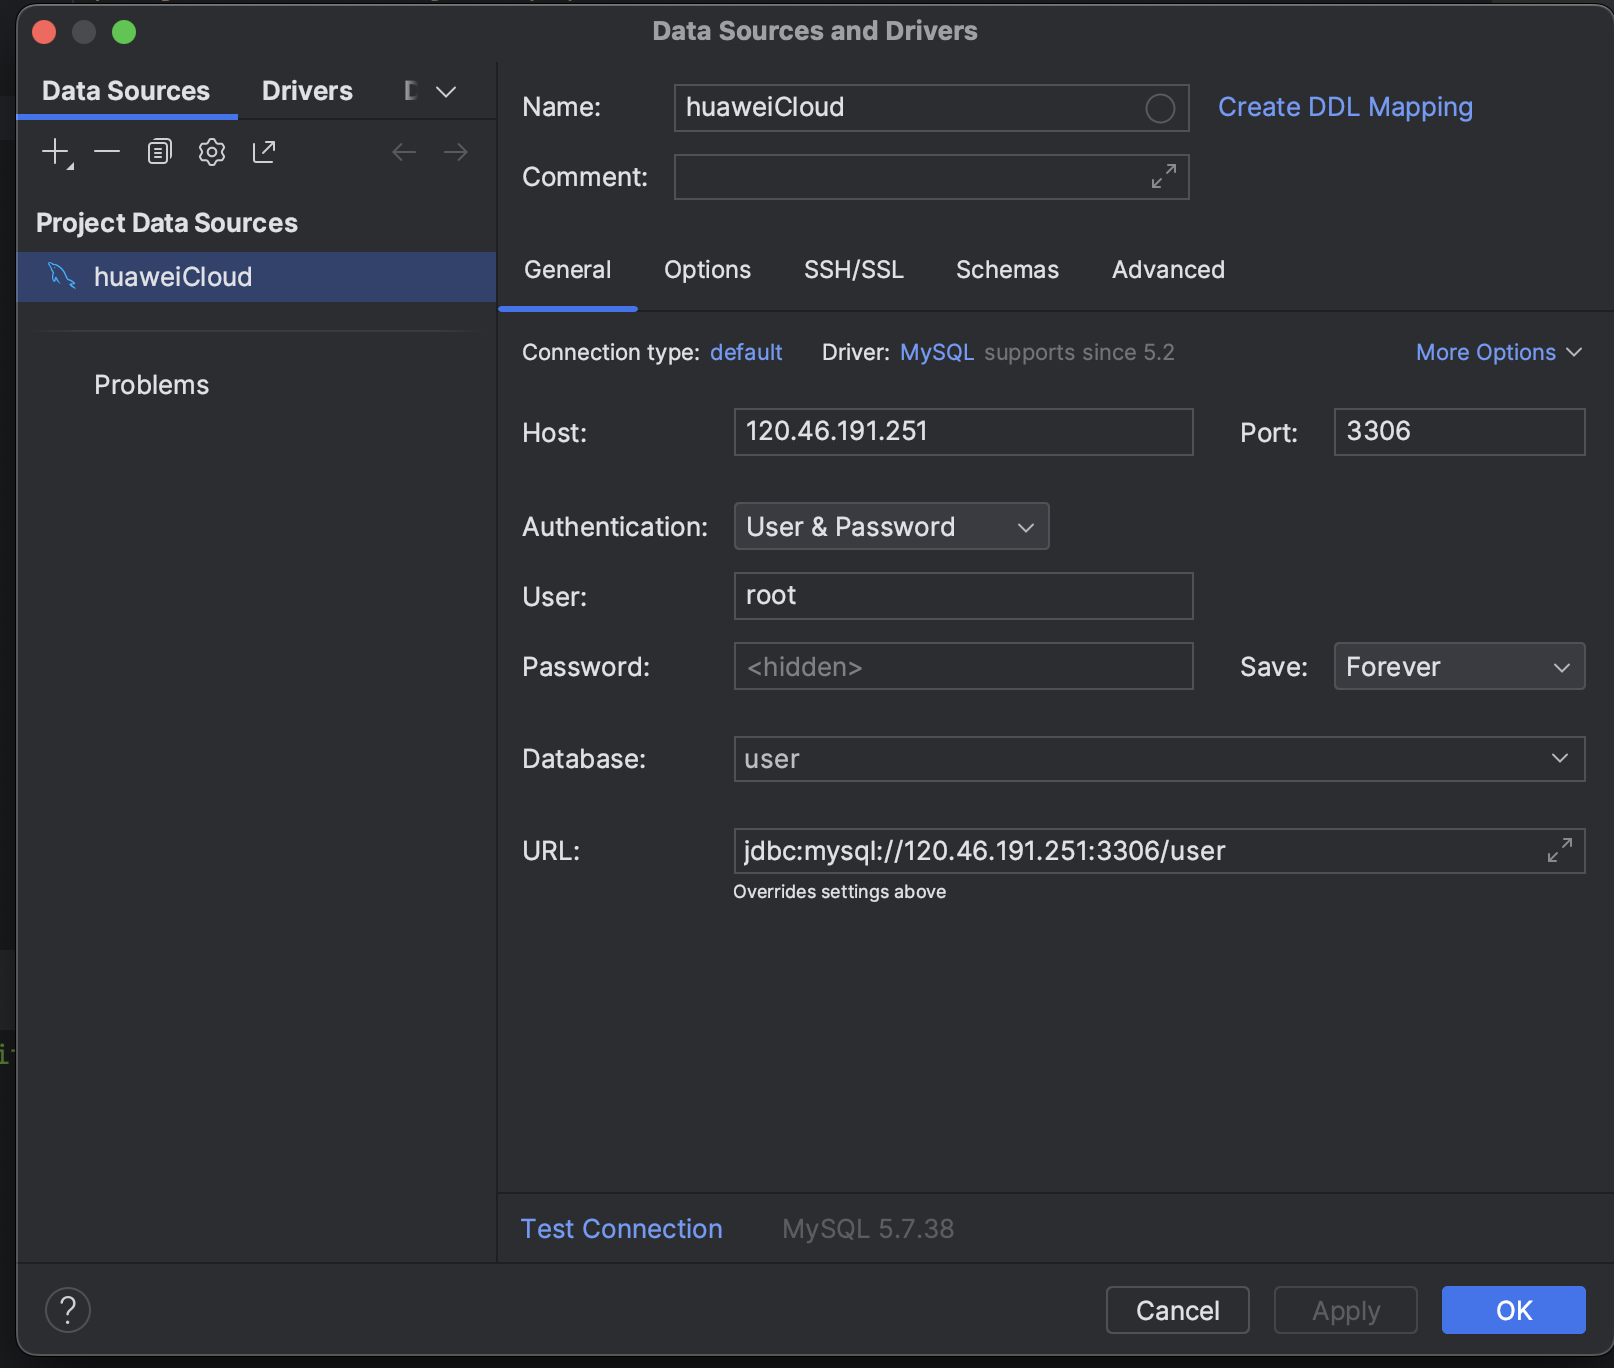 Data Sources and Drivers
Data Sources
Drivers
Name:
huaweiCloud
Create DDL Mapping
Comment:
Project Data Sources
huaweiCloud
Problems
General
Options
SSH/SSL
Schemas
Advanced
Connection type: default
Driver: MySQL supports since 5.2
More Options
Host:
120.46.191.251
Port:
3306
Authentication:
User & Password
User:
root
Password:
<hidden>
Save:
Forever
Database:
user
URL:
jdbc:mysql://120.46.191.251:3306/user
Overrides settings above
Test Connection
MySQL 5.7.38
?
Cancel
Apply
OK